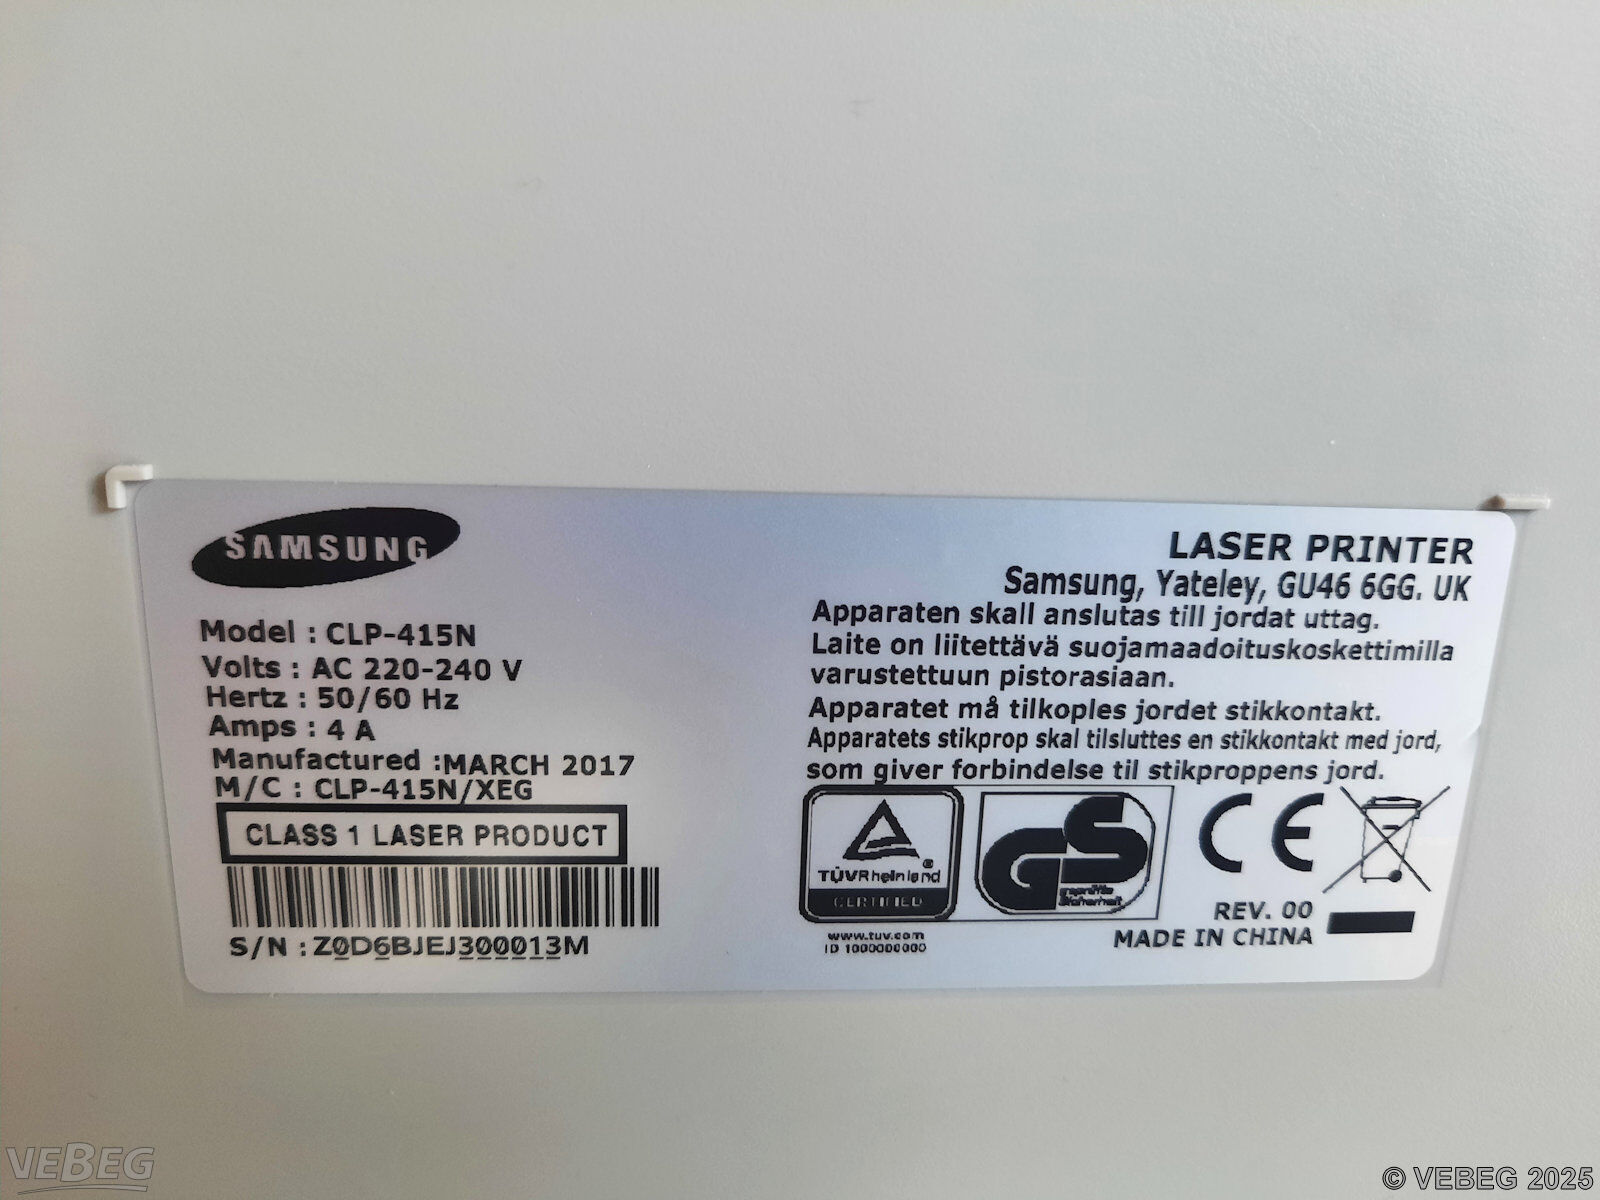 SAMSUNG
Model : CLP-415N
Volts : AC 220-240 V
Hertz : 50/60 Hz
Amps : 4 A
Manufactured :MARCH 2017
M/C : CLP-415N/XEG
CLASS 1 LASER PRODUCT
S/N : Z0D6BJEJ300013M
LASER PRINTER
Samsung, Yateley, GU46 6GG. UK
Apparaten skall anslutas till jordat uttag.
Laite on liitettävä suojamaadoituskoskettimilla
varustettuun pistorasiaan.
Apparatet må tilkoples jordet stikkontakt.
Apparatets stikprop skal tilsluttes en stikkontakt med jord,
som giver forbindelse til stikproppens jord.
TÜVRheinland ®
CERTIFIED
www.tuv.com
ID 1000000000
GS
geprüfte
Sicherheit
CE
REV. 00
MADE IN CHINA
VEBEG
© VEBEG 2025